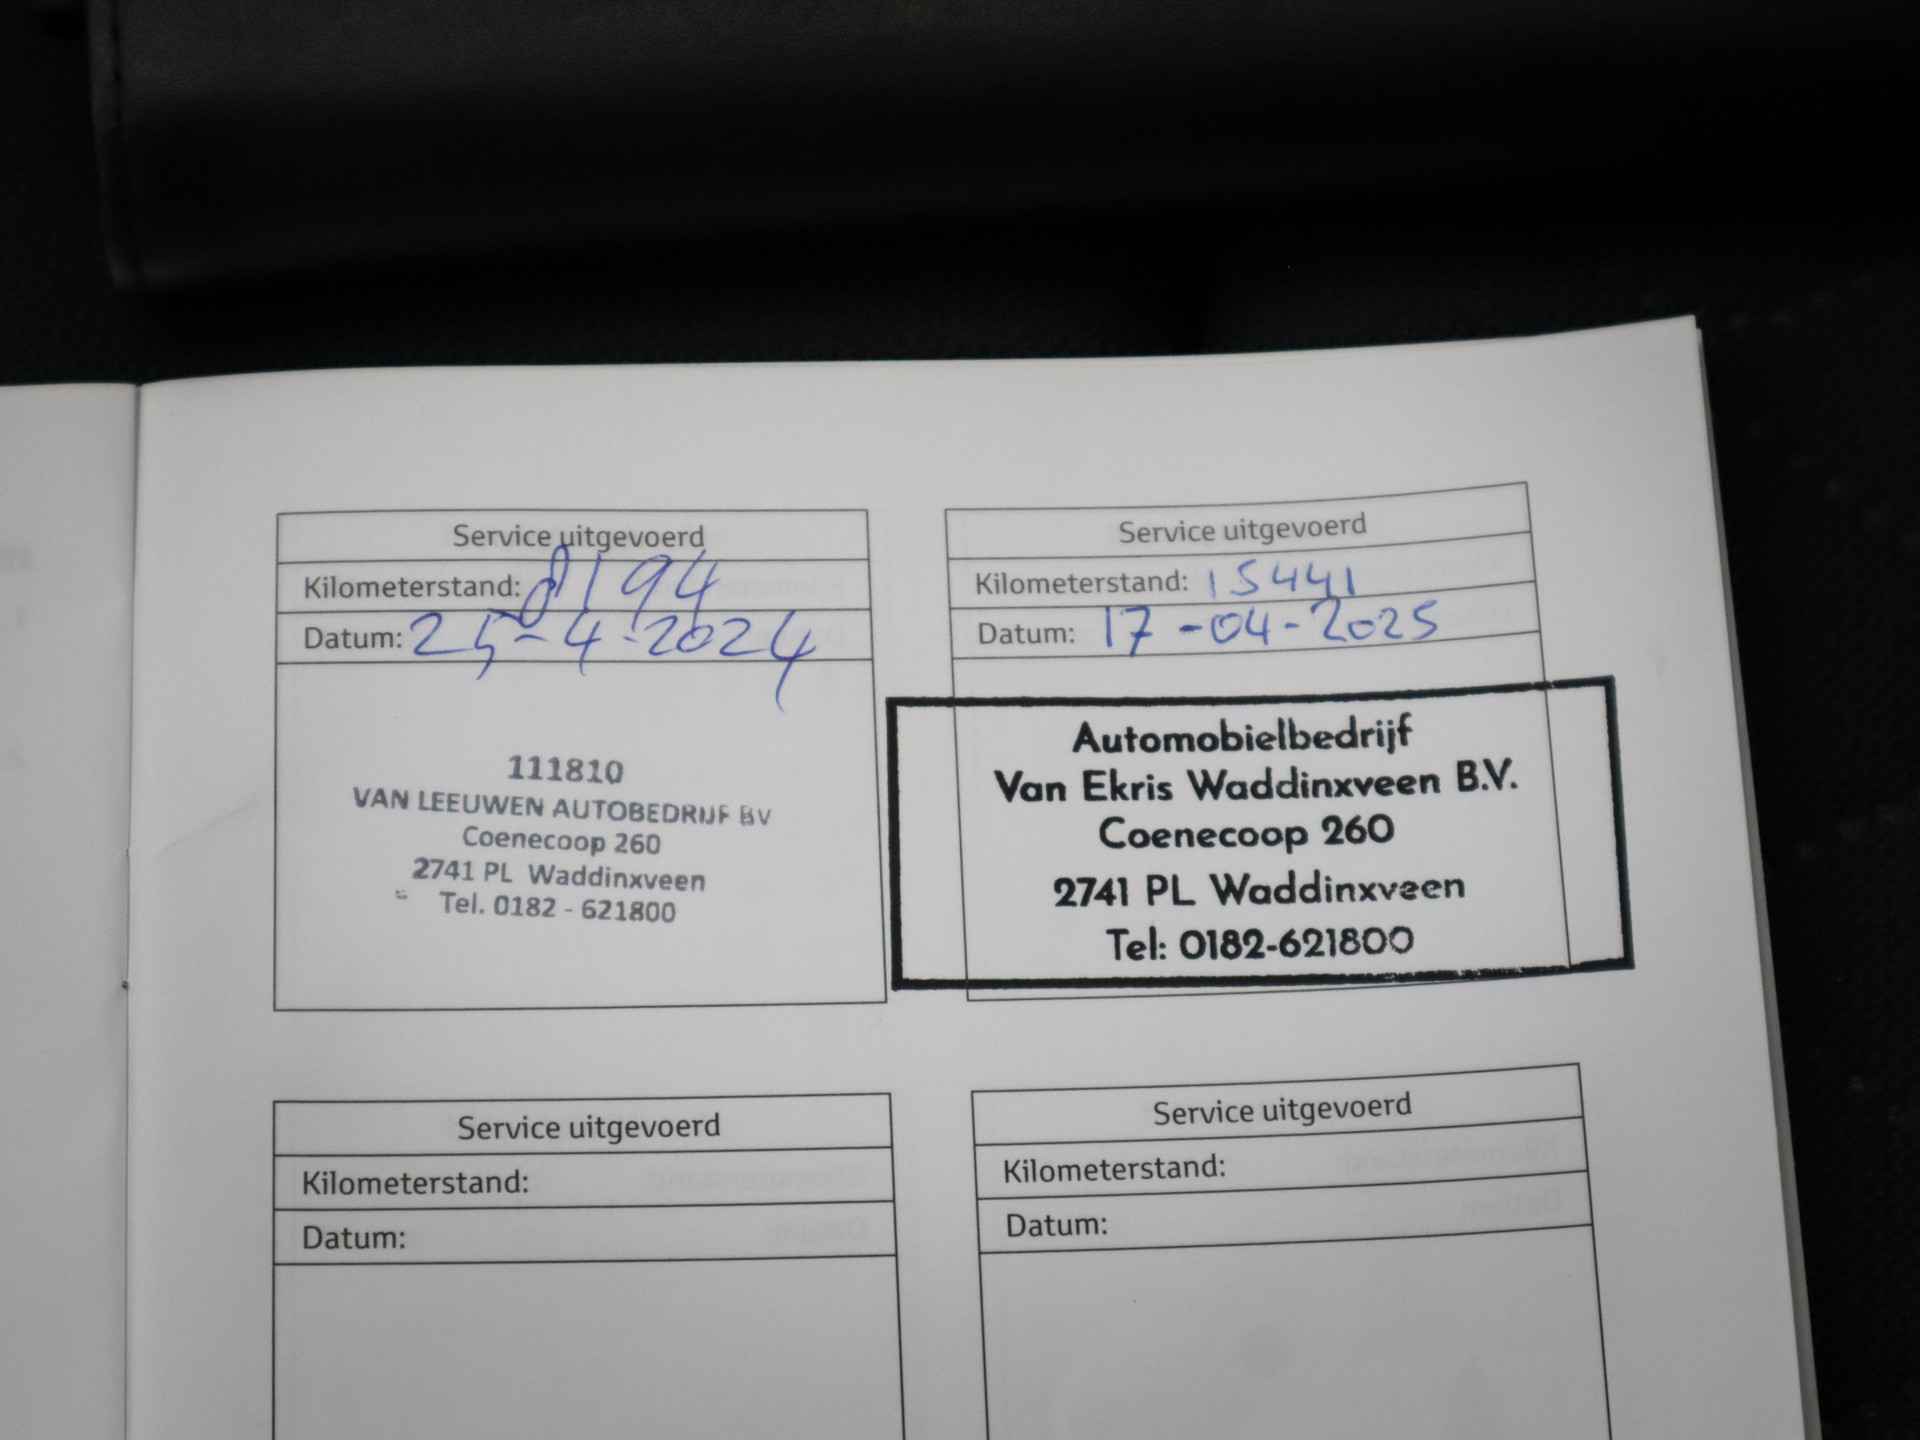 Service uitgevoerd
Kilometerstand: 8194
Datum: 25-4-2024
111810
VAN LEEUWEN AUTOBEDRIJF BV
Coenecoop 260
2741 PL Waddinxveen
Tel. 0182 - 621800
Service uitgevoerd
Kilometerstand: 15441
Datum: 17-04-2025
Automobielbedrijf
Van Ekris Waddinxveen B.V.
Coenecoop 260
2741 PL Waddinxveen
Tel: 0182-621800
Service uitgevoerd
Kilometerstand:
Datum:
Service uitgevoerd
Kilometerstand:
Datum: